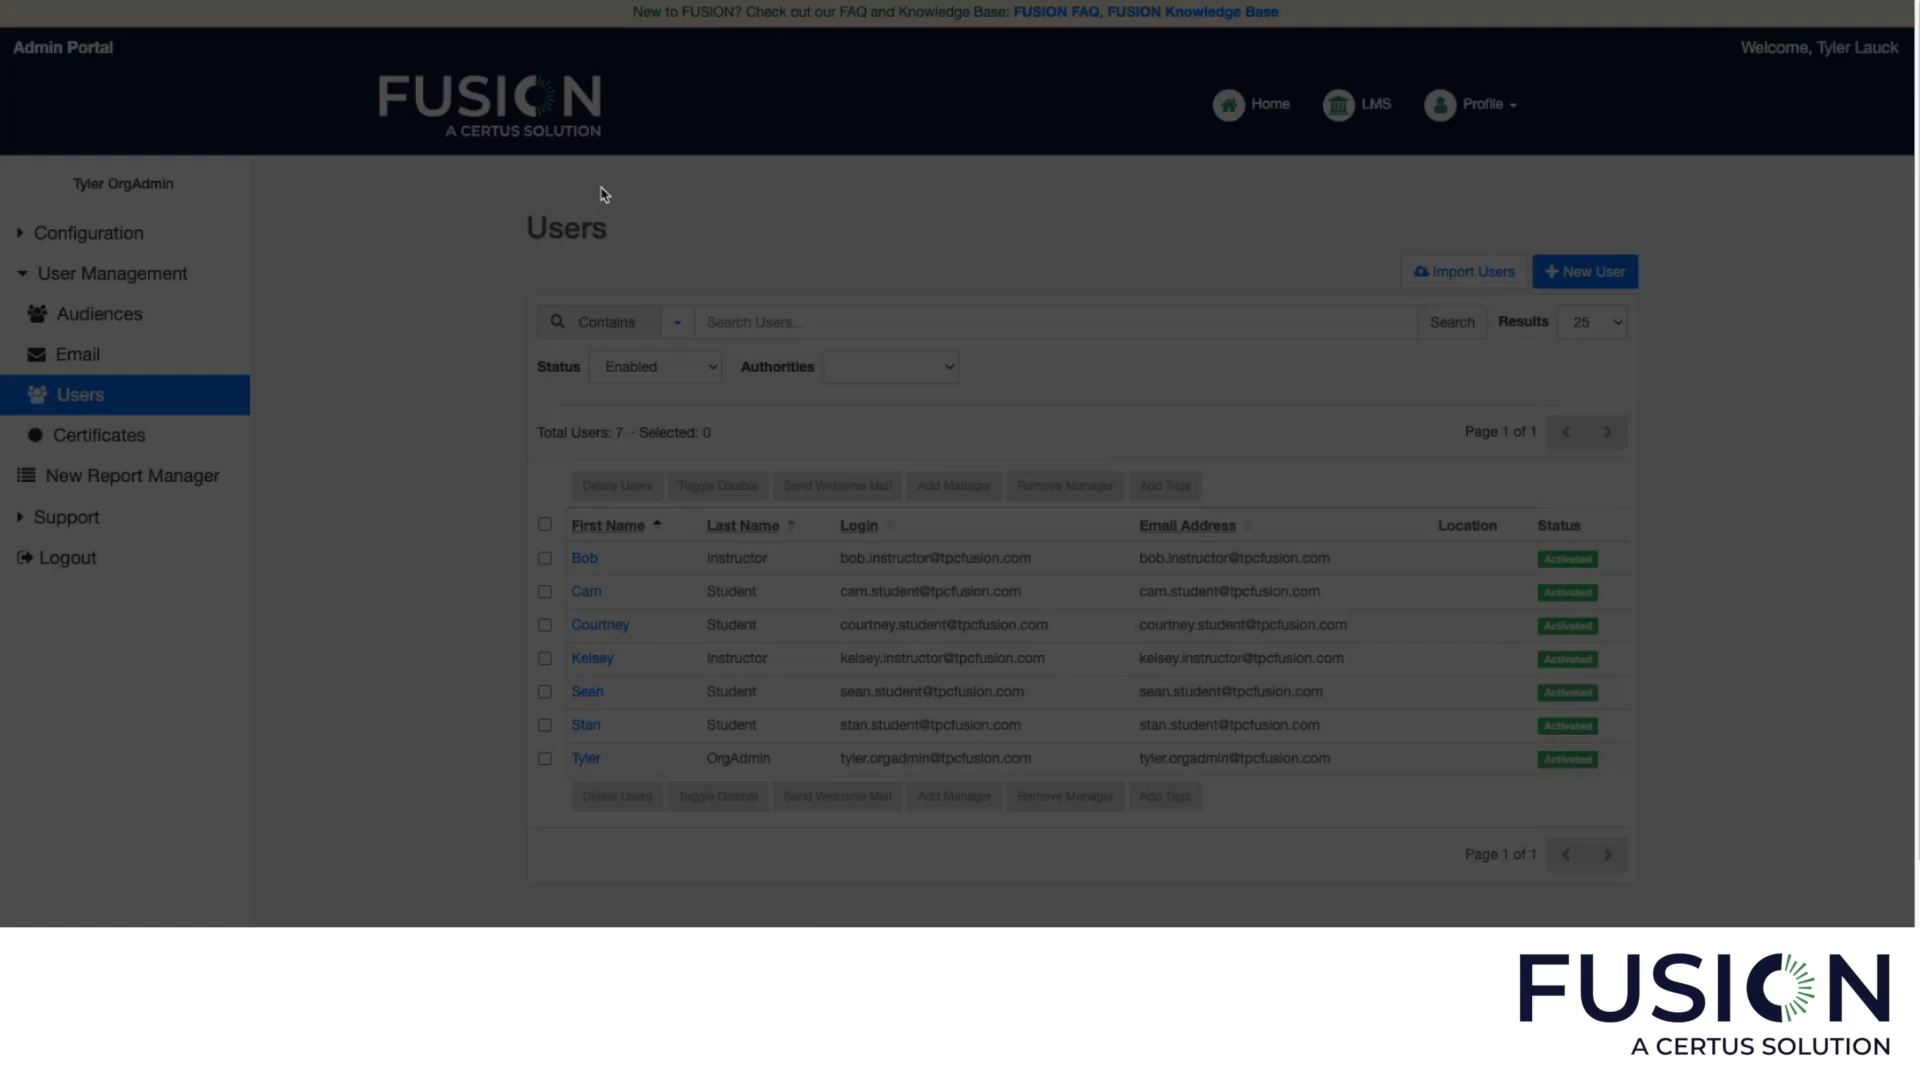 New to FUSION? Check out our FAQ and Knowledge Base: FUSION FAQ, FUSION Knowledge Base
Admin Portal
Welcome, Tyler Lauck
FUSION
A CERTUS SOLUTION
Home
LMS
Profile
Tyler OrgAdmin
Configuration
User Management
Audiences
Email
Users
Certificates
New Report Manager
Support
Logout
Users
Import Users
New User
Contains
Search Users...
Search
Results
25
Status
Enabled
Authorities
Total Users: 7 · Selected: 0
Page 1 of 1
Delete Users Toggle Disable Send Welcome Mail Add Manager Remove Manager Add Tags
First Name Last Name Login Email Address Location Status
Bob Instructor bob.instructor@tpcfusion.com bob.instructor@tpcfusion.com Activated
Cam Student cam.student@tpcfusion.com cam.student@tpcfusion.com Activated
Courtney Student courtney.student@tpcfusion.com courtney.student@tpcfusion.com Activated
Kelsey Instructor kelsey.instructor@tpcfusion.com kelsey.instructor@tpcfusion.com Activated
Sean Student sean.student@tpcfusion.com sean.student@tpcfusion.com Activated
Stan Student stan.student@tpcfusion.com stan.student@tpcfusion.com Activated
Tyler OrgAdmin tyler.orgadmin@tpcfusion.com tyler.orgadmin@tpcfusion.com Activated
Delete Users Toggle Disable Send Welcome Mail Add Manager Remove Manager Add Tags
Page 1 of 1
FUSION
A CERTUS SOLUTION